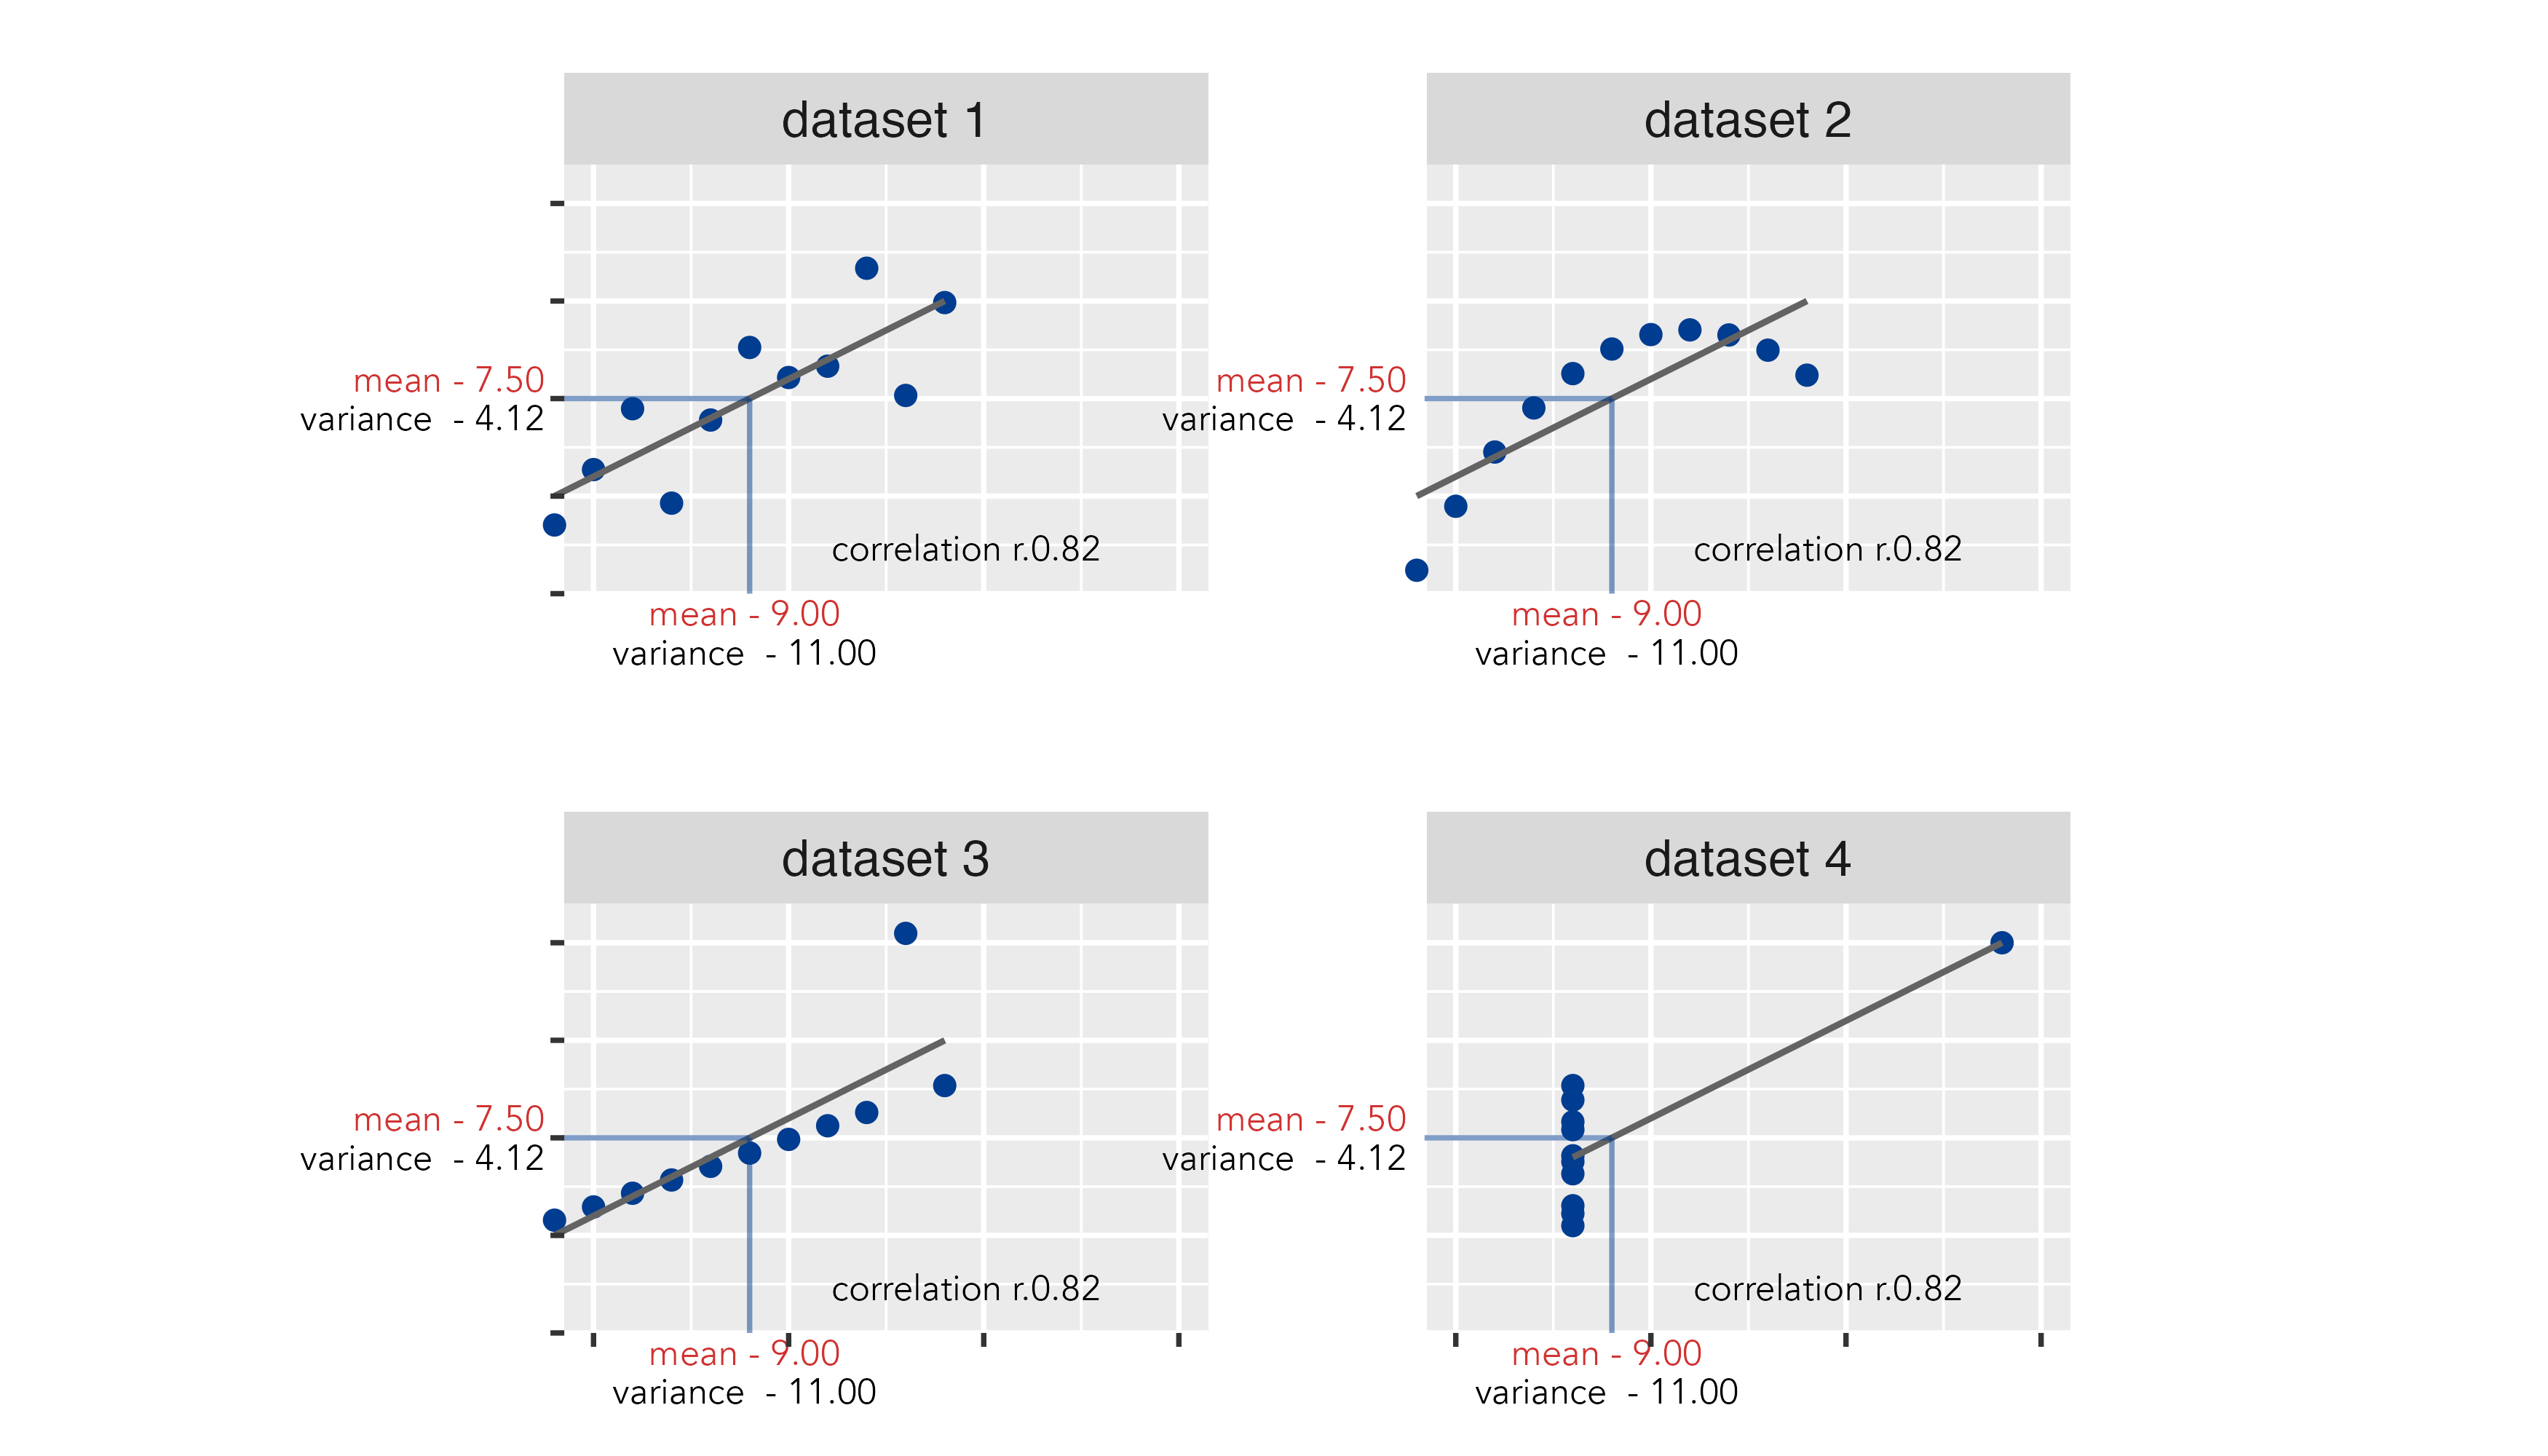 dataset 1
mean - 7.50
variance - 4.12
correlation r.0.82
mean - 9.00
variance - 11.00
dataset 2
mean - 7.50
variance - 4.12
correlation r.0.82
mean - 9.00
variance - 11.00
dataset 3
mean - 7.50
variance - 4.12
correlation r.0.82
mean - 9.00
variance - 11.00
dataset 4
mean - 7.50
variance - 4.12
correlation r.0.82
mean - 9.00
variance - 11.00